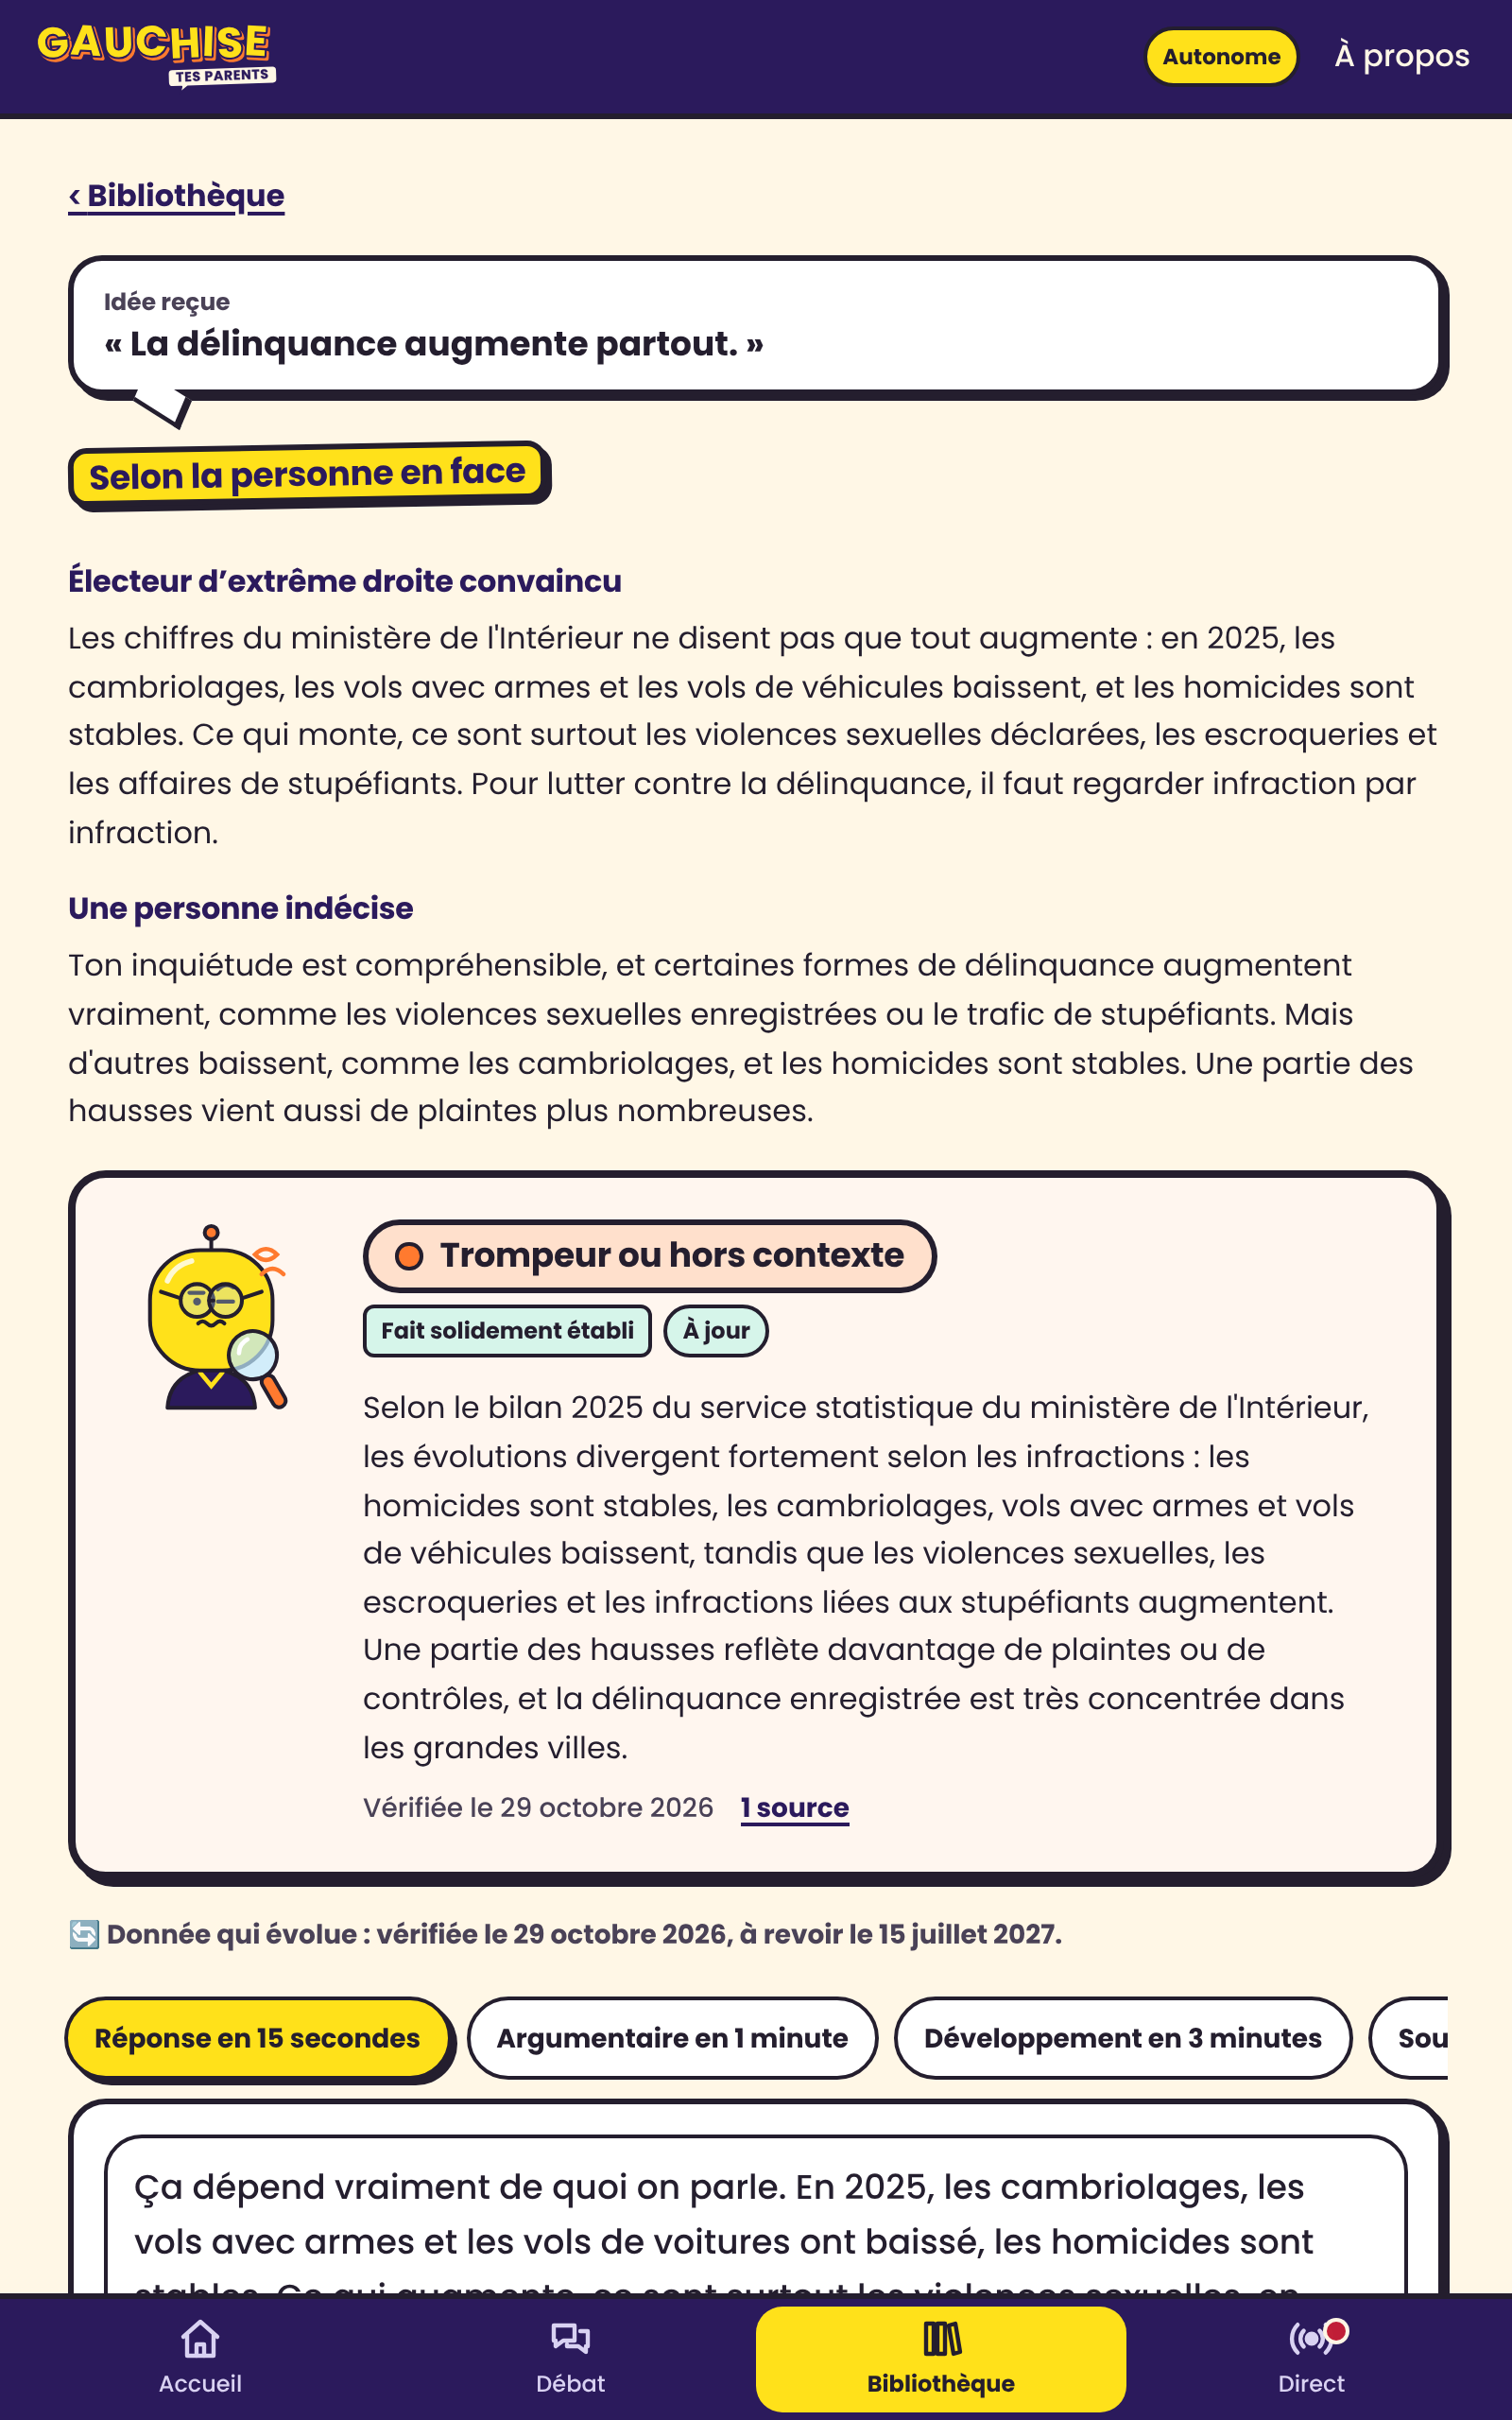 GAUCHISE
TES PARENTS
Autonome
À propos
‹ Bibliothèque
Idée reçue
« La délinquance augmente partout. »
Selon la personne en face
Électeur d’extrême droite convaincu
Les chiffres du ministère de l'Intérieur ne disent pas que tout augmente : en 2025, les
cambriolages, les vols avec armes et les vols de véhicules baissent, et les homicides sont
stables. Ce qui monte, ce sont surtout les violences sexuelles déclarées, les escroqueries et
les affaires de stupéfiants. Pour lutter contre la délinquance, il faut regarder infraction par
infraction.
Une personne indécise
Ton inquiétude est compréhensible, et certaines formes de délinquance augmentent
vraiment, comme les violences sexuelles enregistrées ou le trafic de stupéfiants. Mais
d'autres baissent, comme les cambriolages, et les homicides sont stables. Une partie des
hausses vient aussi de plaintes plus nombreuses.
Trompeur ou hors contexte
Fait solidement établi
À jour
Selon le bilan 2025 du service statistique du ministère de l'Intérieur,
les évolutions divergent fortement selon les infractions : les
homicides sont stables, les cambriolages, vols avec armes et vols
de véhicules baissent, tandis que les violences sexuelles, les
escroqueries et les infractions liées aux stupéfiants augmentent.
Une partie des hausses reflète davantage de plaintes ou de
contrôles, et la délinquance enregistrée est très concentrée dans
les grandes villes.
Vérifiée le 29 octobre 2026 1 source
Donnée qui évolue : vérifiée le 29 octobre 2026, à revoir le 15 juillet 2027.
Réponse en 15 secondes
Argumentaire en 1 minute
Développement en 3 minutes
Sou
Ça dépend vraiment de quoi on parle. En 2025, les cambriolages, les
vols avec armes et les vols de voitures ont baissé, les homicides sont
stables. Ce qui augmente, ce sont surtout les violences sexuelles, en
Accueil
Débat
Bibliothèque
Direct